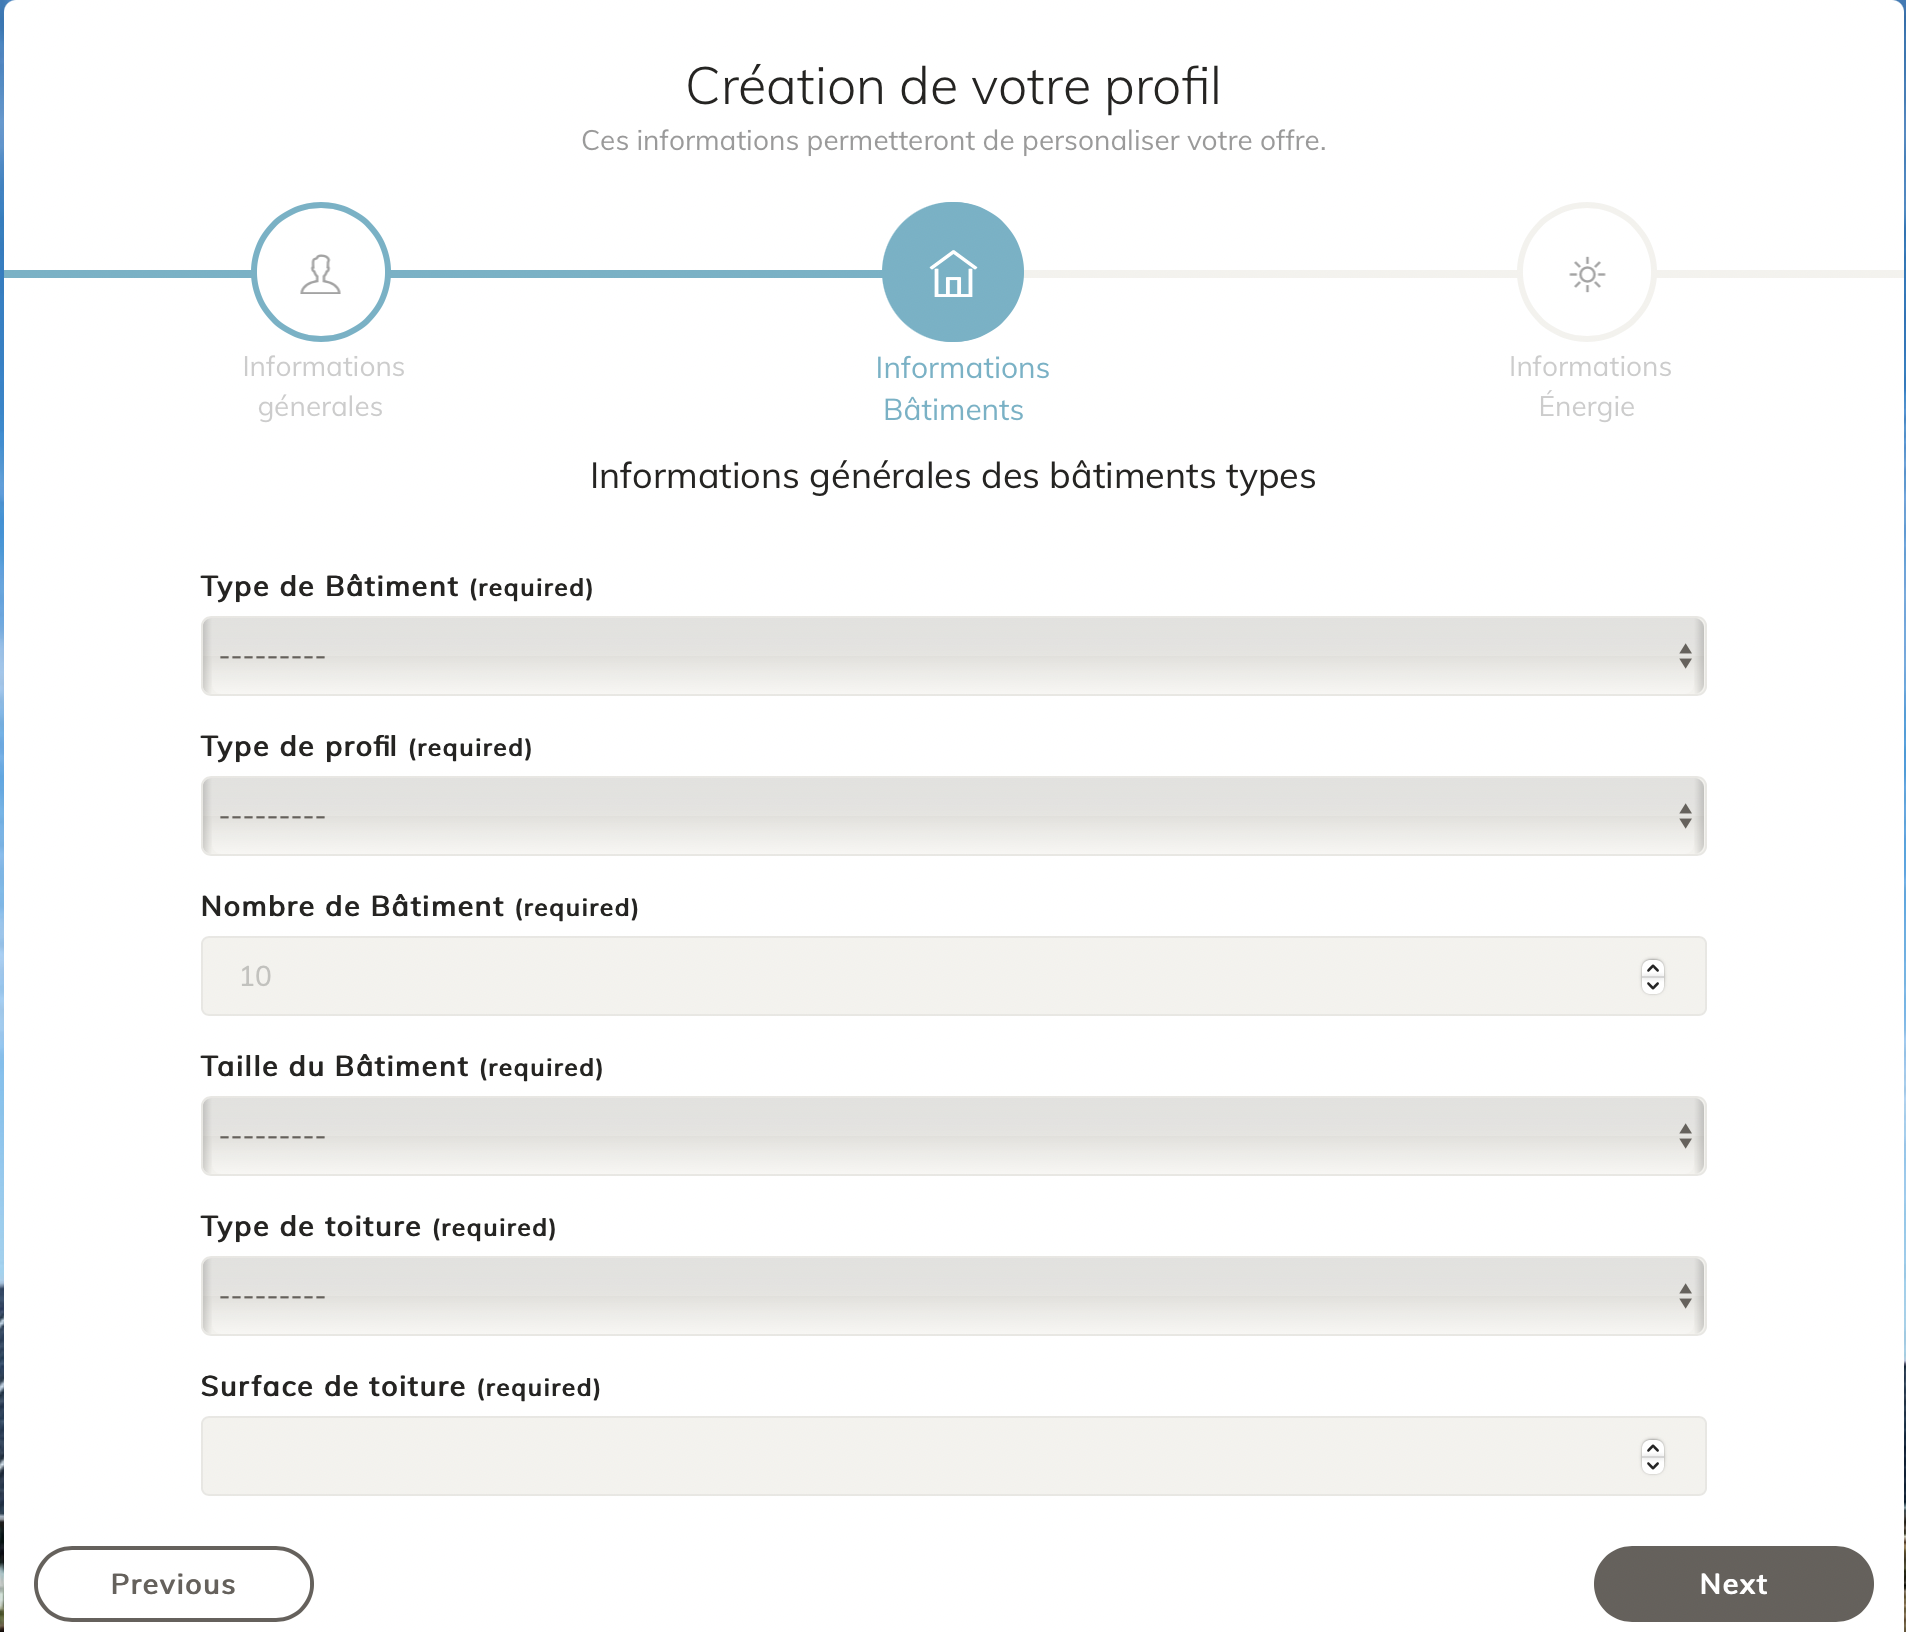 Création de votre profil
Ces informations permetteront de personaliser votre offre.
Informations
génerales
Informations
Bâtiments
Informations
Énergie
Informations générales des bâtiments types
Type de Bâtiment (required)
---------
Type de profil (required)
---------
Nombre de Bâtiment (required)
10
Taille du Bâtiment (required)
---------
Type de toiture (required)
---------
Surface de toiture (required)
Previous
Next